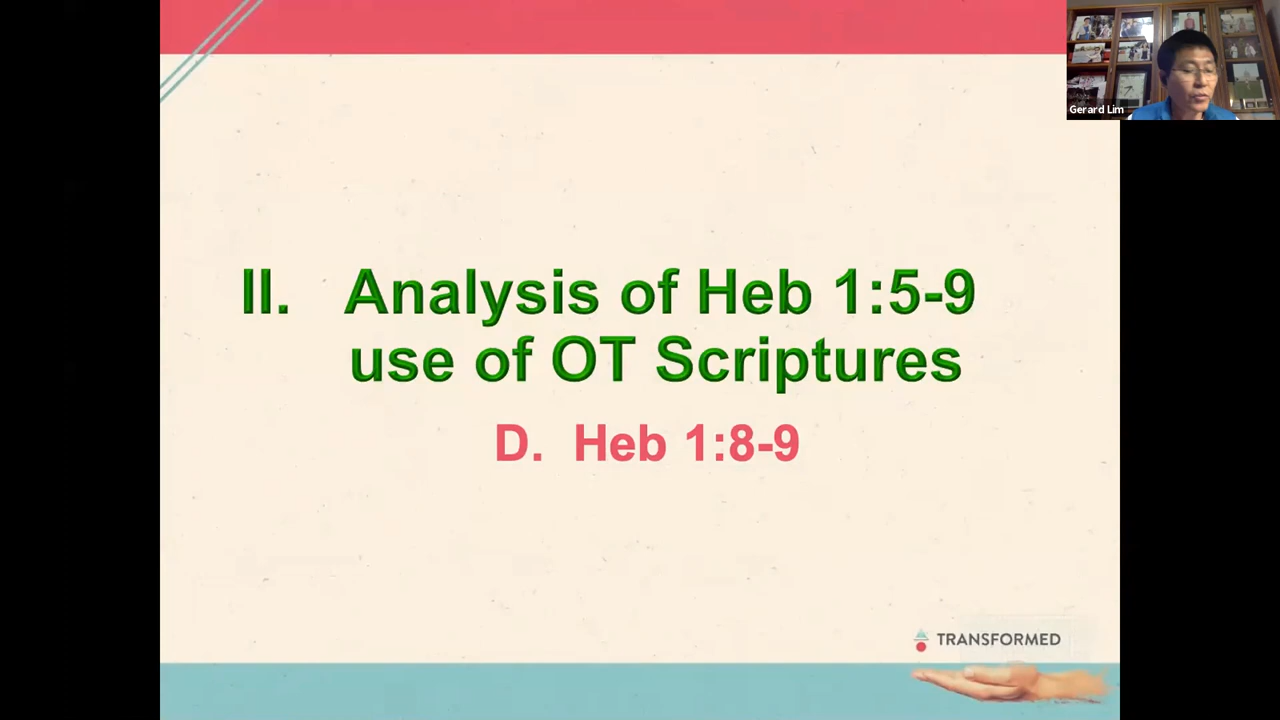 Gerard Lim
II. Analysis of Heb 1:5-9
use of OT Scriptures
D. Heb 1:8-9
TRANSFORMED